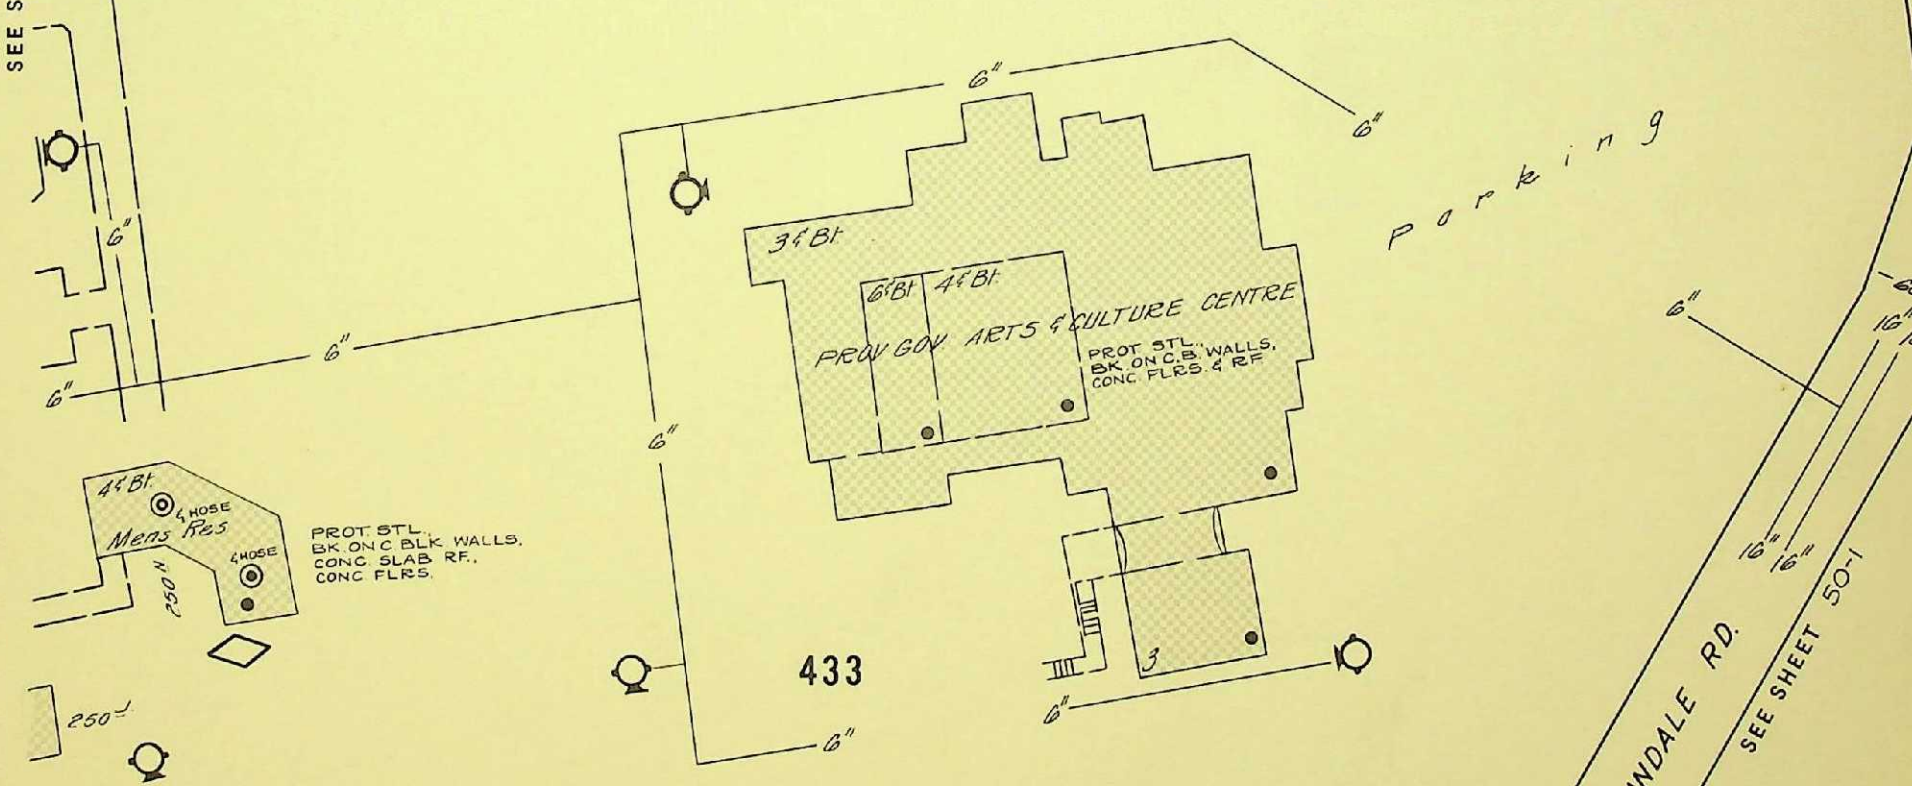 SEE S
6"
6"
6"
6"
6"
6"
Parking
3 & Bt.
6 & Bt
4 & Bt.
PROV GOV ARTS & CULTURE CENTRE
PROT STL.
BK ON C.B. WALLS,
CONC FLRS. & RF
6"
4 & Bt.
& HOSE
Mens Res
& HOSE
250 N
PROT. STL.
BK. ON C BLK WALLS,
CONC SLAB RF.,
CONC FLRS.
250 J
433
6"
3
6"
6"
16"
16"
16"
NDALE RD.
SEE SHEET 50-1